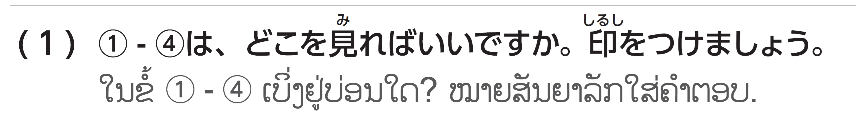 (1) ①-④は、どこを見ればいいですか。印をつけましょう。
ໃນຂໍ້ ① - ④ ເບິ່ງຢູ່ບ່ອນໃດ? ໝາຍສັນຍາລັກໃສ່ຄຳຕອບ.